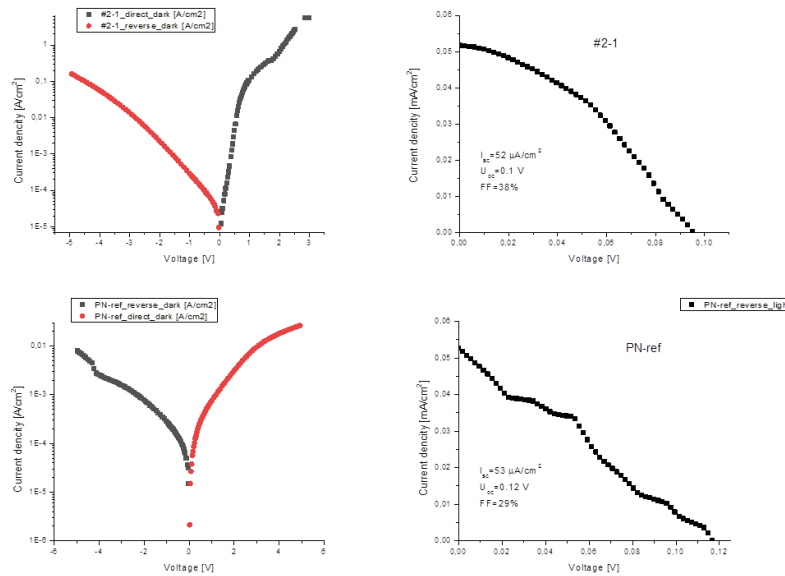 #2-1_direct_dark [A/cm2]
#2-1_reverse_dark [A/cm2]
Current dencity [A/cm²]
1
0,1
0,01
1E-3
1E-4
1E-5
-5 -4 -3 -2 -1 0 1 2 3 4
Voltage [V]
#2-1
Current dencity [mA/cm²]
0,06
0,05
0,04
0,03
0,02
0,01
0,00
I_sc=52 µA/cm²
U_oc=0.1 V
FF=38%
0,00 0,02 0,04 0,06 0,08 0,10
Voltage [V]
PN-ref_reverse_dark [A/cm2]
PN-ref_direct_dark [A/cm2]
Current dencity [A/cm²]
0,01
1E-3
1E-4
1E-5
1E-6
-6 -4 -2 0 2 4 6
Voltage [V]
PN-ref_reverse_ligh
PN-ref
Current dencity [mA/cm²]
0,06
0,05
0,04
0,03
0,02
0,01
0,00
I_sc=53 µA/cm²
U_oc=0.12 V
FF=29%
0,00 0,02 0,04 0,06 0,08 0,10 0,12
Voltage [V]